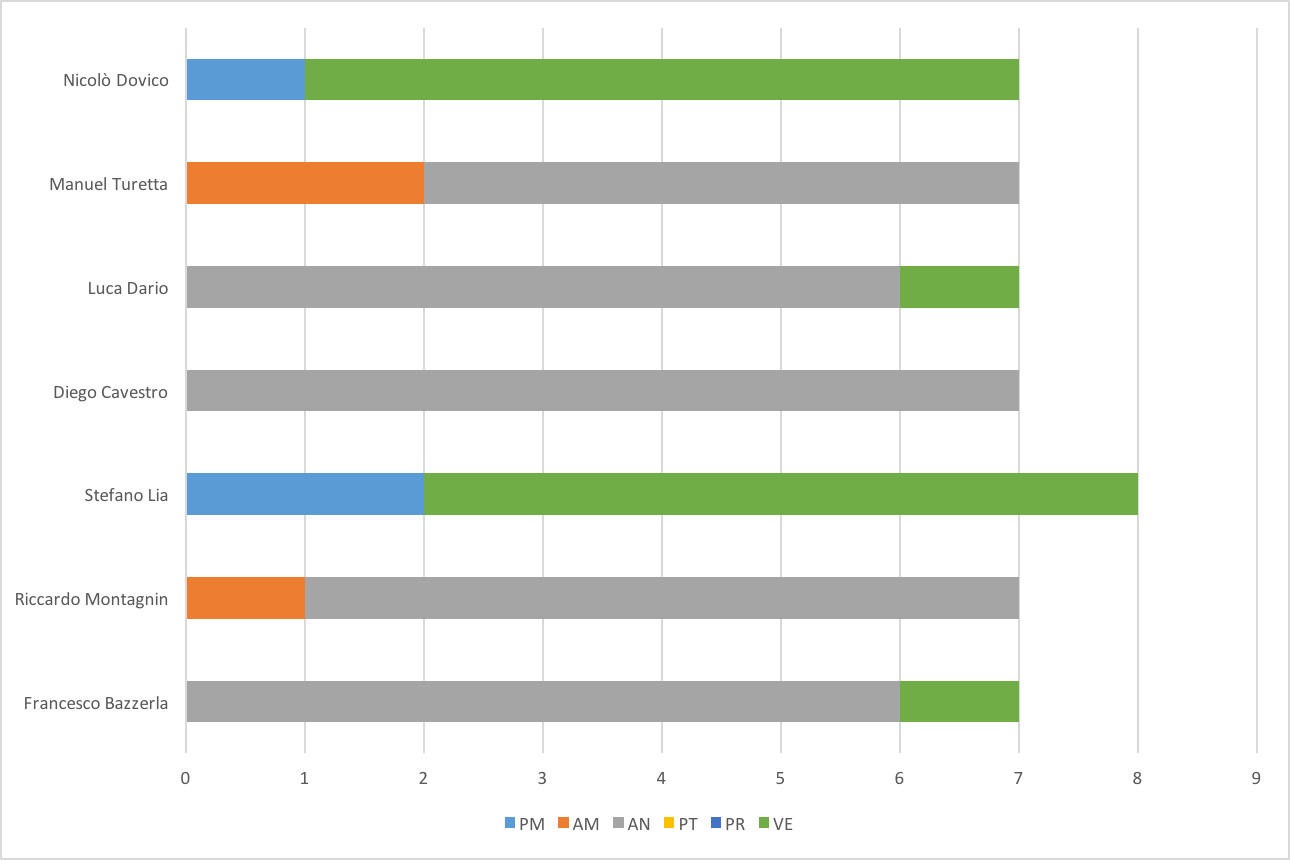 Nicolò Dovico
Manuel Turetta
Luca Dario
Diego Cavestro
Stefano Lia
Riccardo Montagnin
Francesco Bazzerla
0 1 2 3 4 5 6 7 8 9
PM AM AN PT PR VE